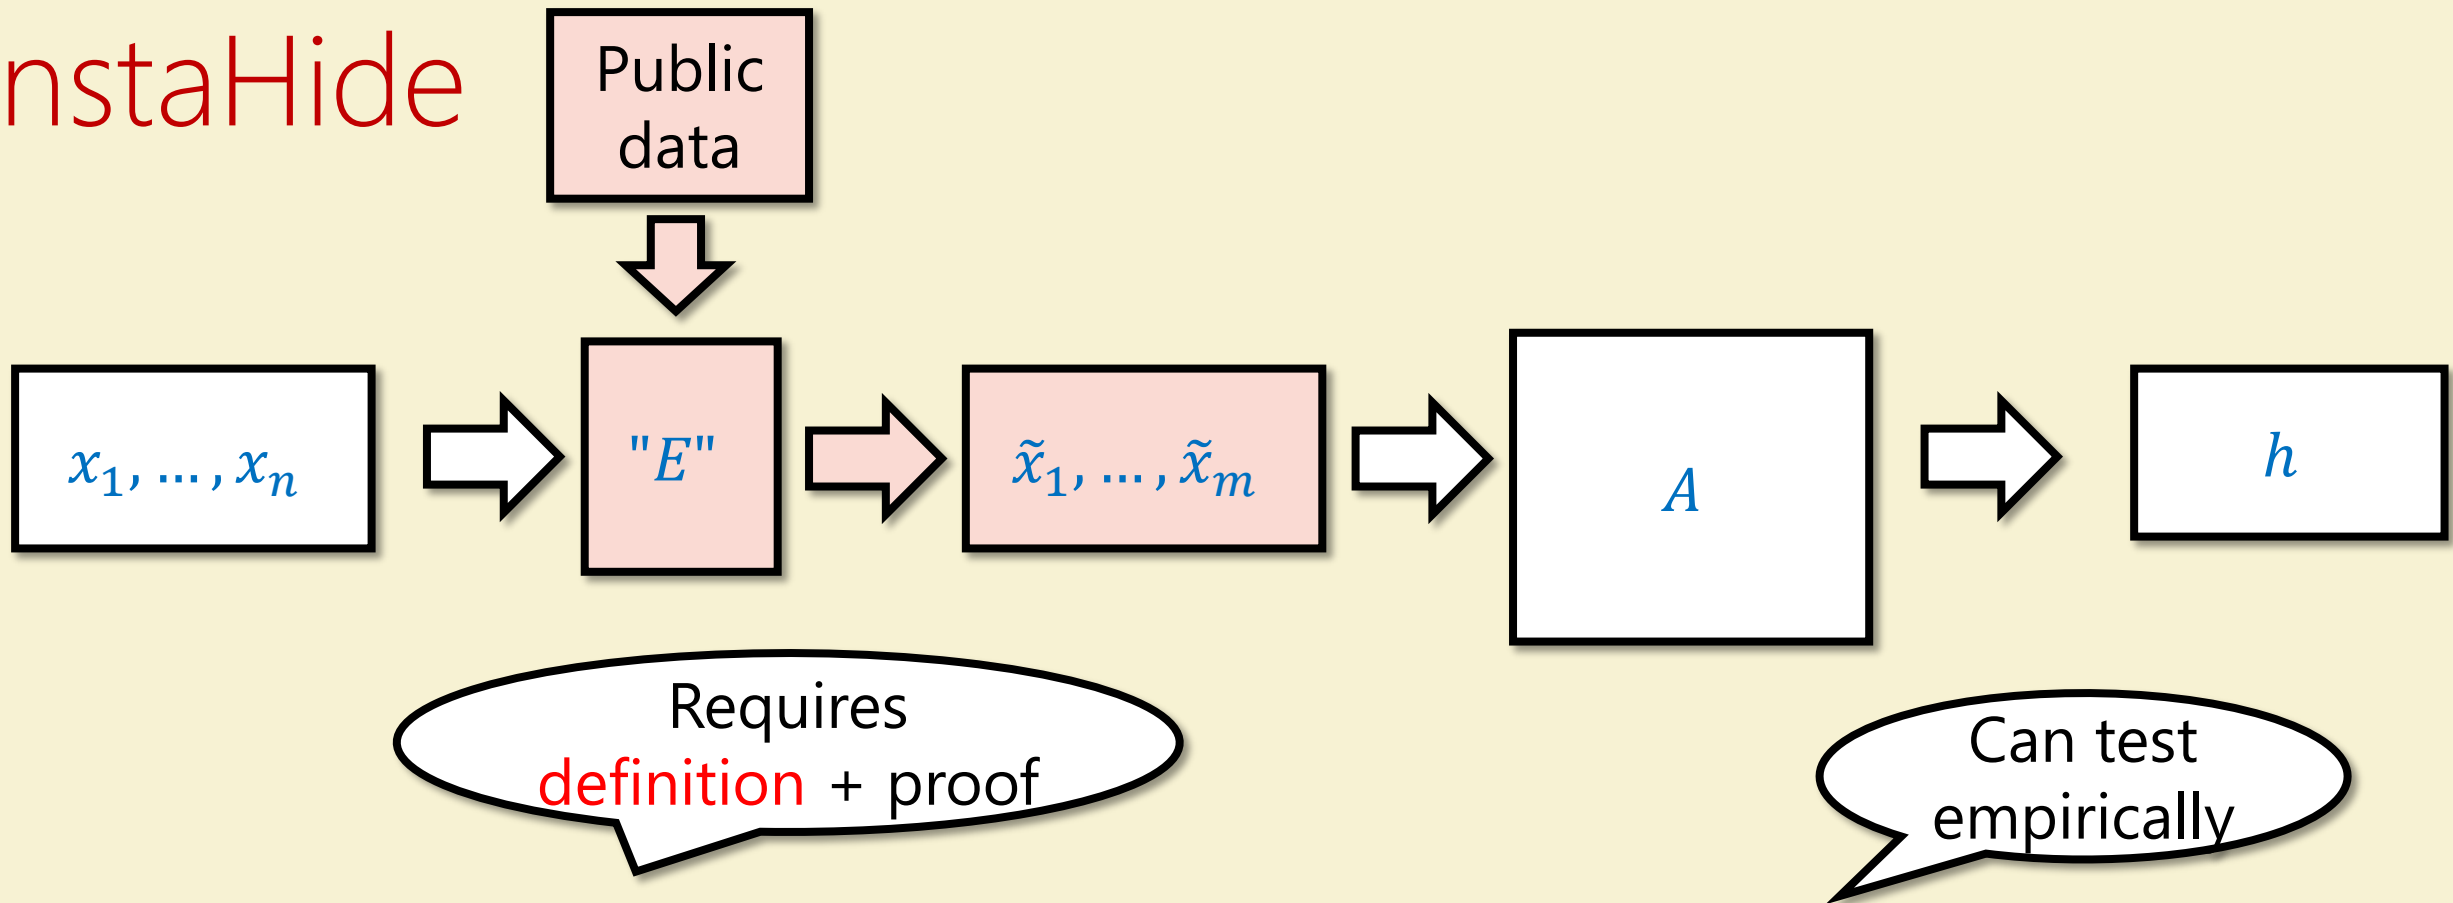 nstaHide
Public
data
x₁, … , xₙ
"E"
x̃₁, … , x̃ₘ
A
h
Requires
definition + proof
Can test
empirically